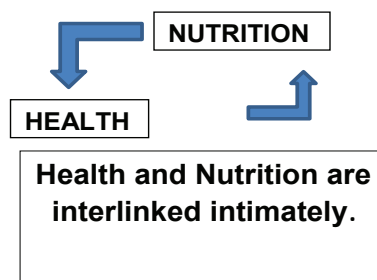 NUTRITION
HEALTH
Health and Nutrition are
interlinked intimately.